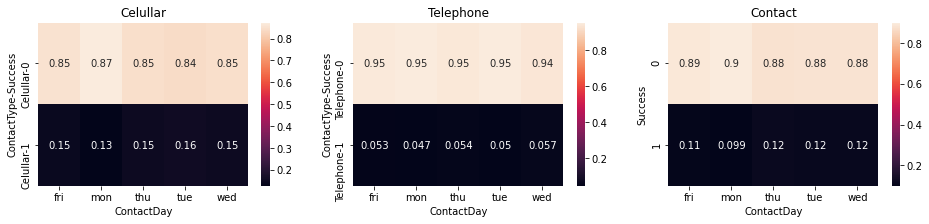 Celullar
ContactType-Success
Celullar-0
Celullar-1
0.85 0.87 0.85 0.84 0.85
0.15 0.13 0.15 0.16 0.15
fri mon thu tue wed
ContactDay
0.8
0.7
0.6
0.5
0.4
0.3
0.2
Telephone
ContactType-Success
Telephone-0
Telephone-1
0.95 0.95 0.95 0.95 0.94
0.053 0.047 0.054 0.05 0.057
fri mon thu tue wed
ContactDay
0.8
0.6
0.4
0.2
Contact
Success
0
1
0.89 0.9 0.88 0.88 0.88
0.11 0.099 0.12 0.12 0.12
fri mon thu tue wed
ContactDay
0.8
0.6
0.4
0.2